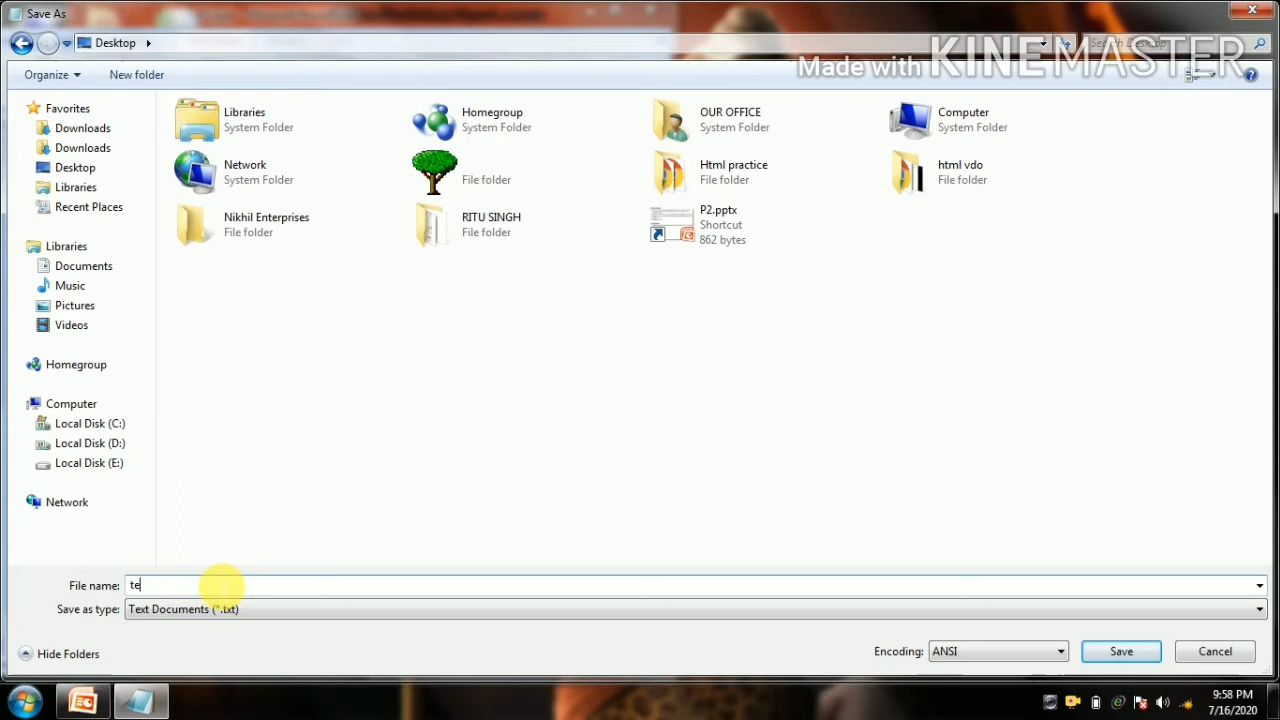 Save As
Desktop
Search Desktop
Made with KINEMASTER
Organize
New folder
Favorites
Downloads
Downloads
Desktop
Libraries
Recent Places
Libraries
Documents
Music
Pictures
Videos
Homegroup
Computer
Local Disk (C:)
Local Disk (D:)
Local Disk (E:)
Network
Libraries
System Folder
Homegroup
System Folder
OUR OFFICE
System Folder
Computer
System Folder
Network
System Folder
File folder
Html practice
File folder
html vdo
File folder
Nikhil Enterprises
File folder
RITU SINGH
File folder
P2.pptx
Shortcut
862 bytes
File name: te
Save as type: Text Documents (*.txt)
Hide Folders
Encoding: ANSI
Save
Cancel
9:58 PM
7/16/2020